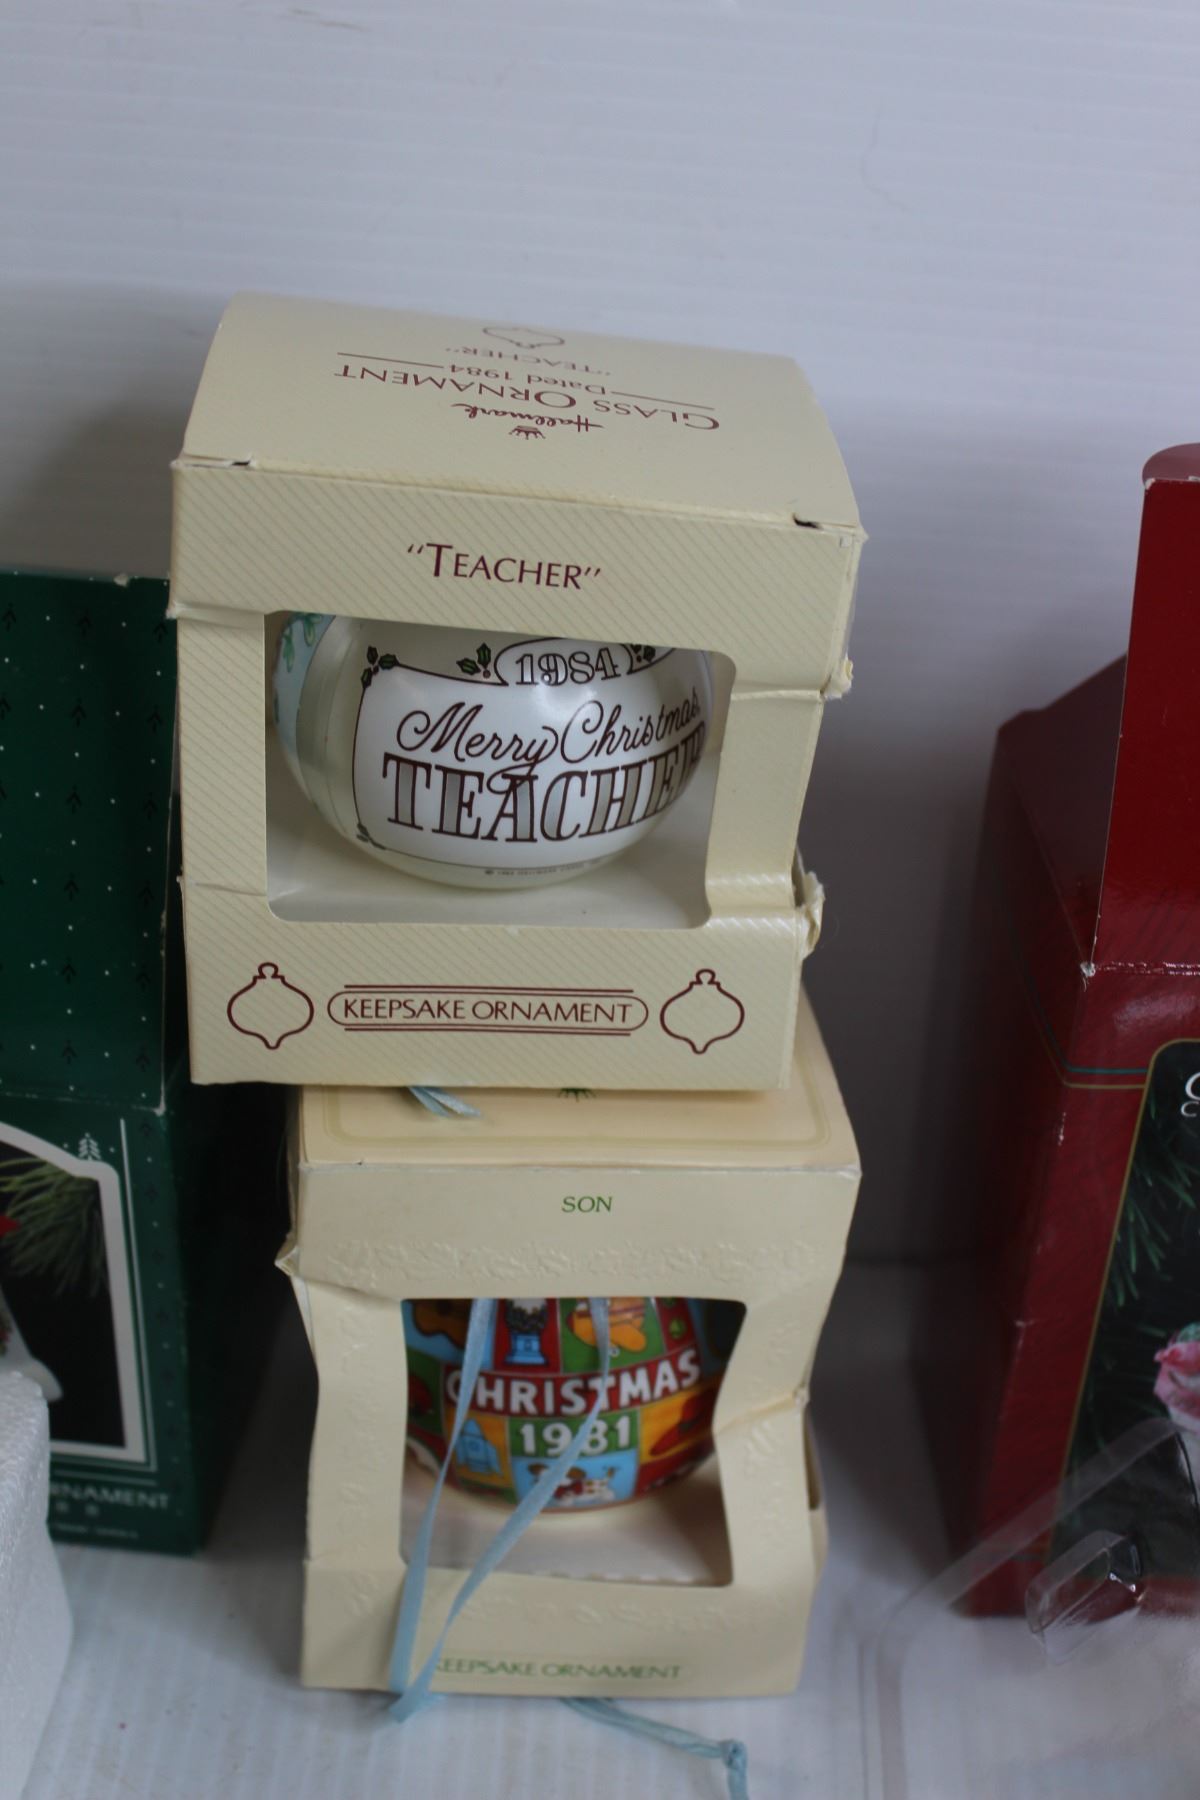 "TEACHER"
Dated 1984
GLASS ORNAMENT
Hallmark
"TEACHER"
1984
Merry Christmas
TEACHER
KEEPSAKE ORNAMENT
SON
CHRISTMAS
1981
KEEPSAKE ORNAMENT
ORNAMENT